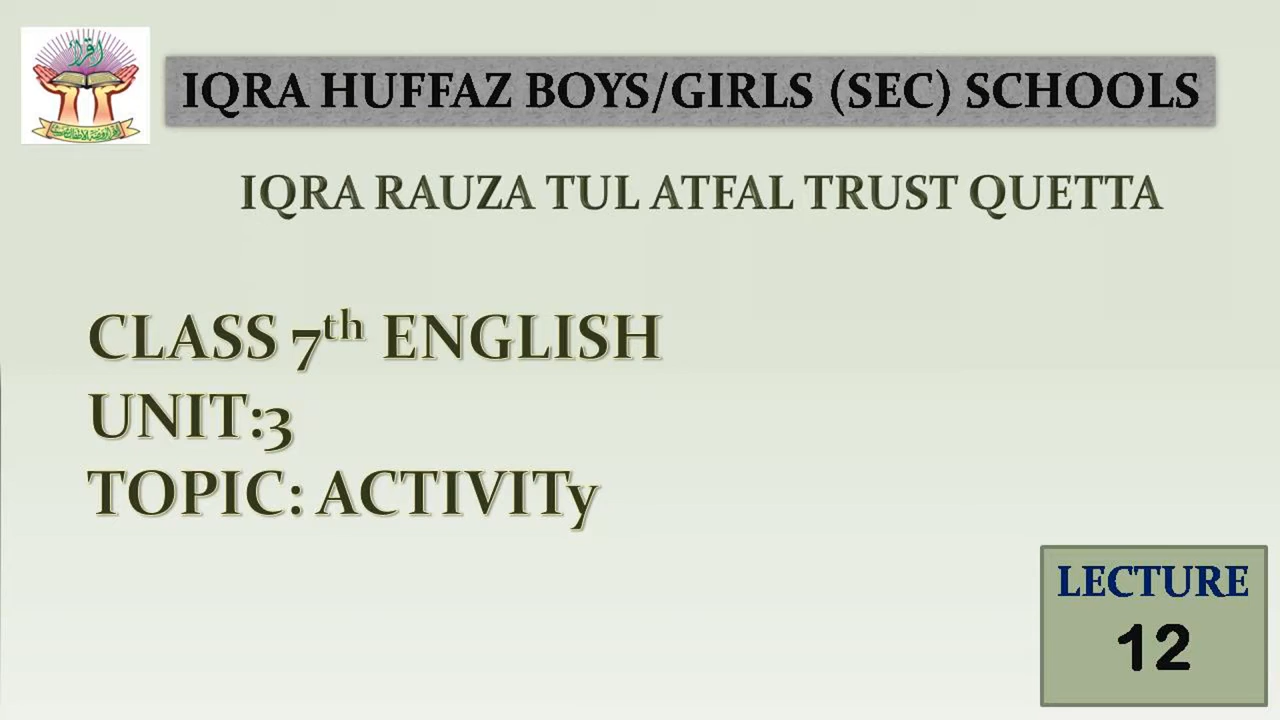 اقرأ
IQRA HUFFAZ BOYS/GIRLS (SEC) SCHOOLS
IQRA RAUZA TUL ATFAL TRUST QUETTA
CLASS 7th ENGLISH
UNIT:3
TOPIC: ACTIVITy
LECTURE
12